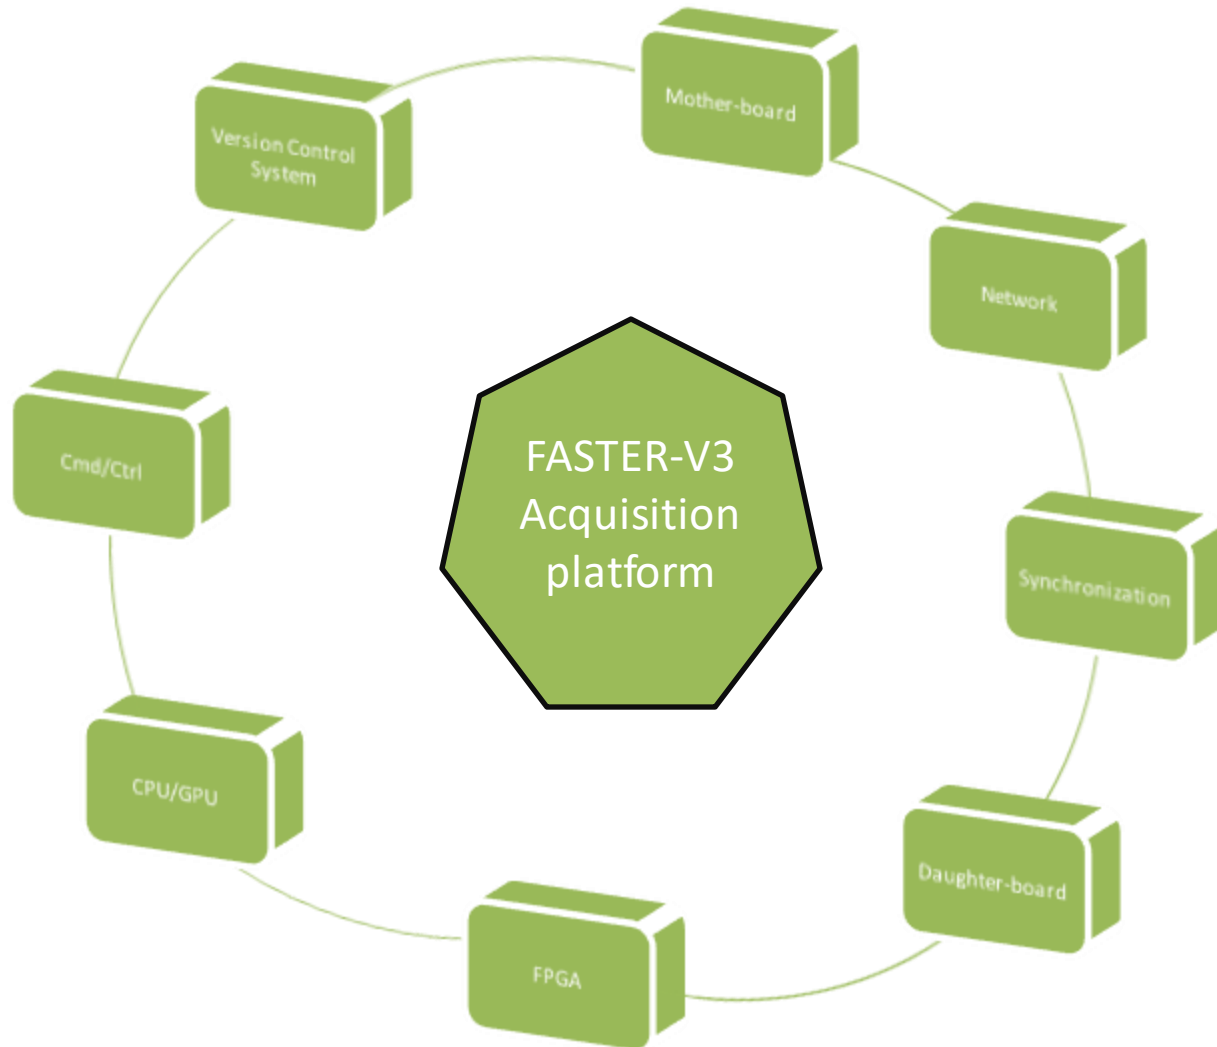 Mother-board
Version Control
System
Network
Cmd/Ctrl
FASTER-V3
Acquisition
platform
Synchronization
CPU/GPU
Daughter-board
FPGA